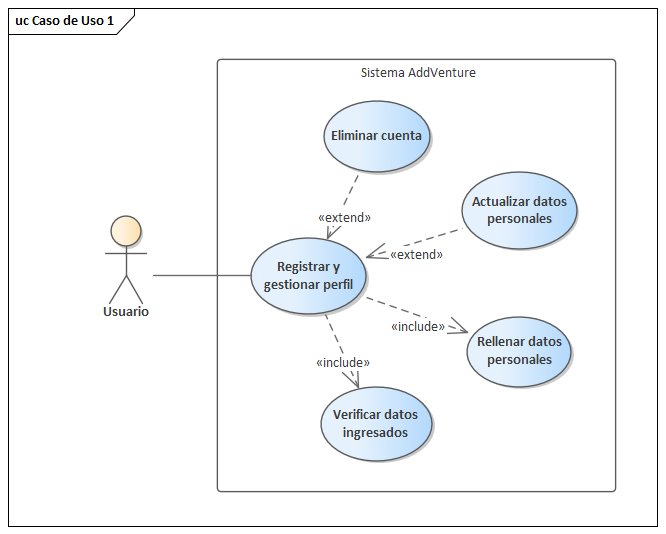 uc Caso de Uso 1
Sistema AddVenture
Eliminar cuenta
Actualizar datos
personales
«extend»
«extend»
Registrar y
gestionar perfil
Usuario
«include»
Rellenar datos
personales
«include»
Verificar datos
ingresados